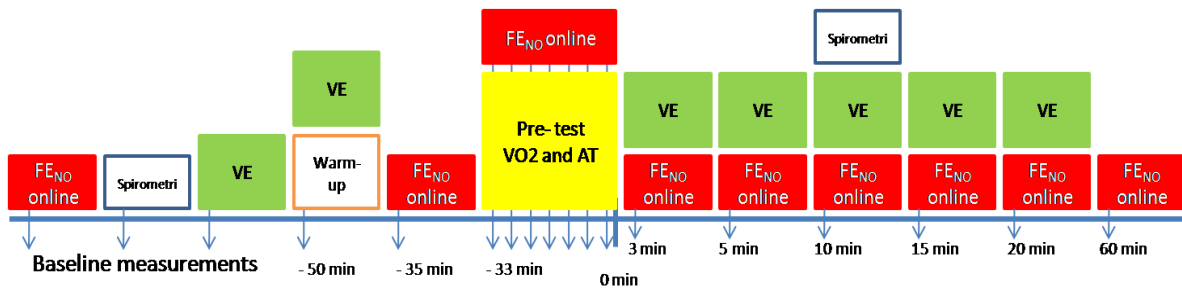 FENO online
Spirometri
VE
VE
VE
VE
VE
VE
VE
Pre- test
VO2 and AT
FENO
online
Spirometri
VE
Warm-
up
FENO
online
FENO
online
FENO
online
FENO
online
FENO
online
FENO
online
FENO
online
Baseline measurements
- 50 min
- 35 min
- 33 min
0 min
3 min
5 min
10 min
15 min
20 min
60 min